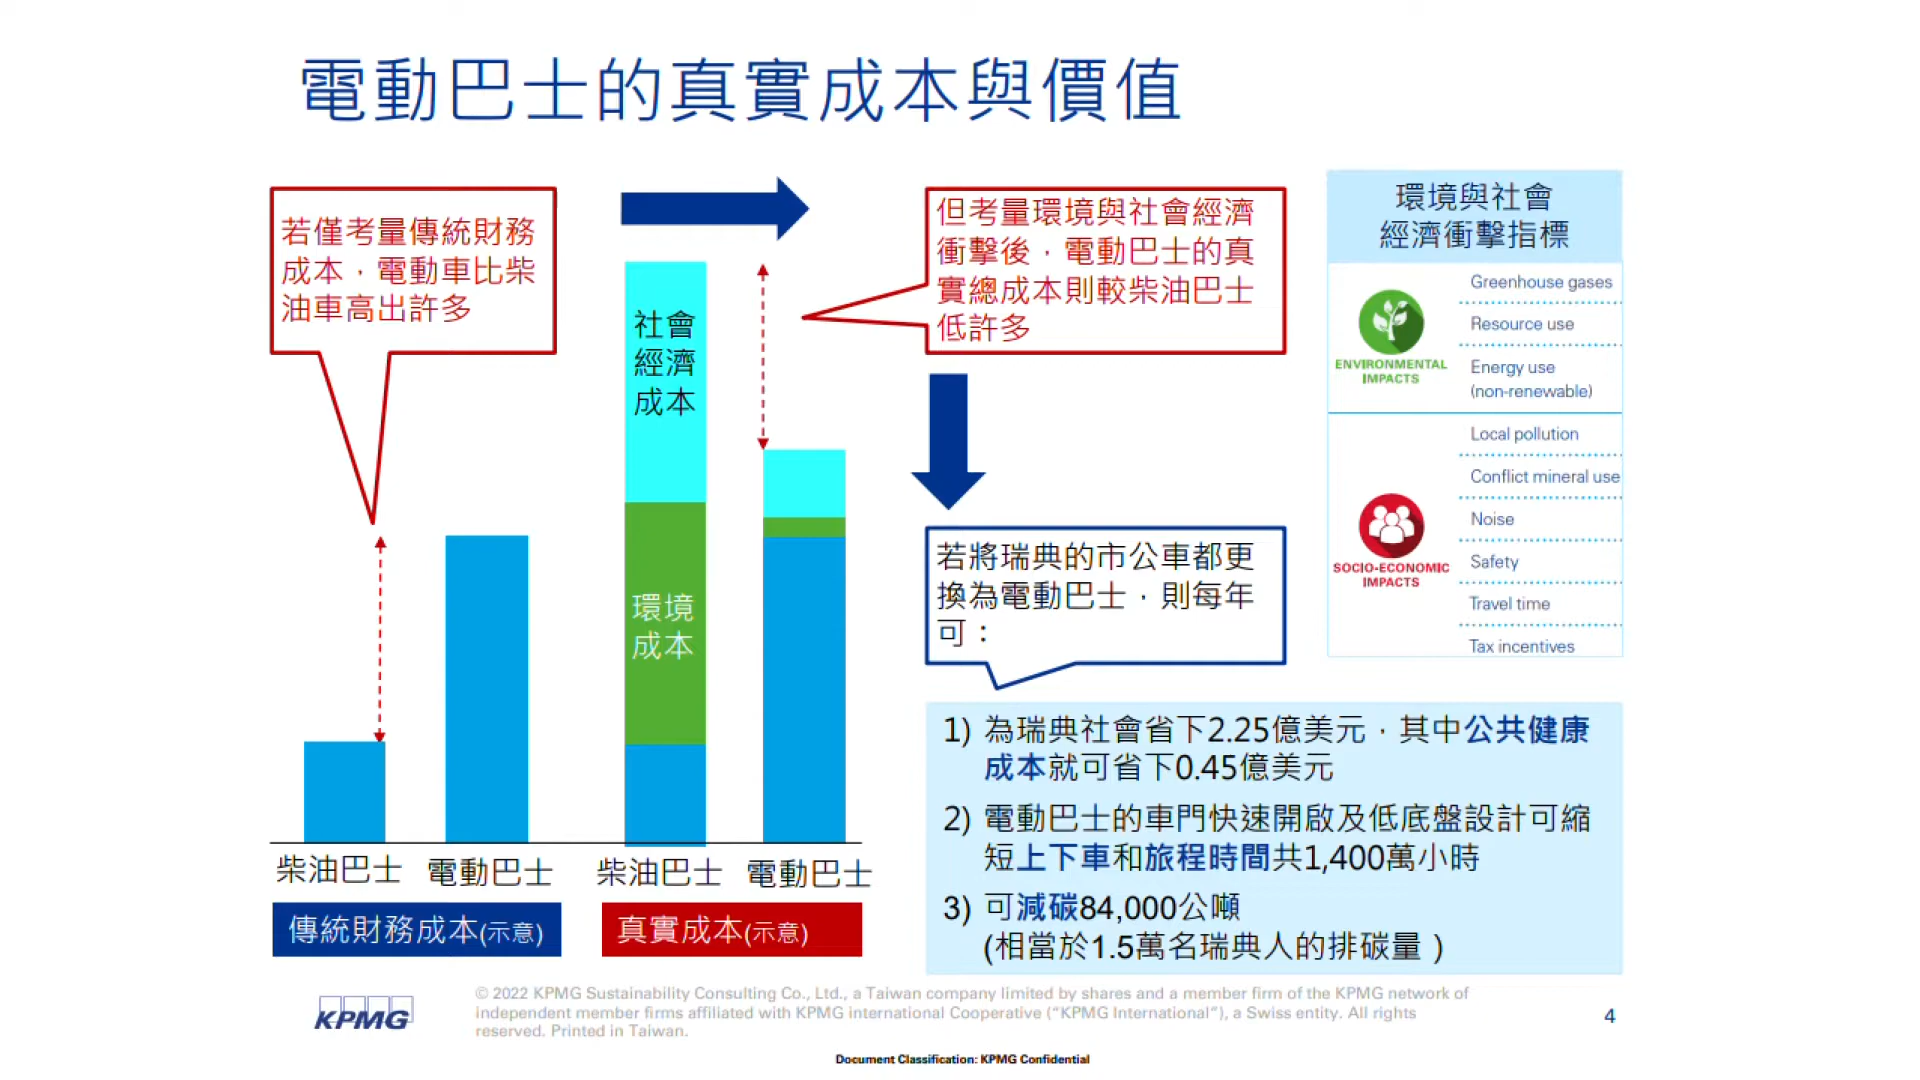 電動巴士的真實成本與價值
若僅考量傳統財務
成本，電動車比柴
油車高出許多
但考量環境與社會經濟
衝擊後，電動巴士的真
實總成本則較柴油巴士
低許多
社會
經濟
成本
環境
成本
柴油巴士
電動巴士
柴油巴士
電動巴士
傳統財務成本(示意)
真實成本(示意)
環境與社會
經濟衝擊指標
ENVIRONMENTAL
IMPACTS
Greenhouse gases
Resource use
Energy use
(non-renewable)
SOCIO-ECONOMIC
IMPACTS
Local pollution
Conflict mineral use
Noise
Safety
Travel time
Tax incentives
若將瑞典的市公車都更
換為電動巴士，則每年
可：
1) 為瑞典社會省下2.25億美元，其中公共健康
成本就可省下0.45億美元
2) 電動巴士的車門快速開啟及低底盤設計可縮
短上下車和旅程時間共1,400萬小時
3) 可減碳84,000公噸
(相當於1.5萬名瑞典人的排碳量 )
KPMG
© 2022 KPMG Sustainability Consulting Co., Ltd., a Taiwan company limited by shares and a member firm of the KPMG network of
independent member firms affiliated with KPMG international Cooperative (“KPMG International”), a Swiss entity. All rights
reserved. Printed in Taiwan.
4
Document Classification: KPMG Confidential